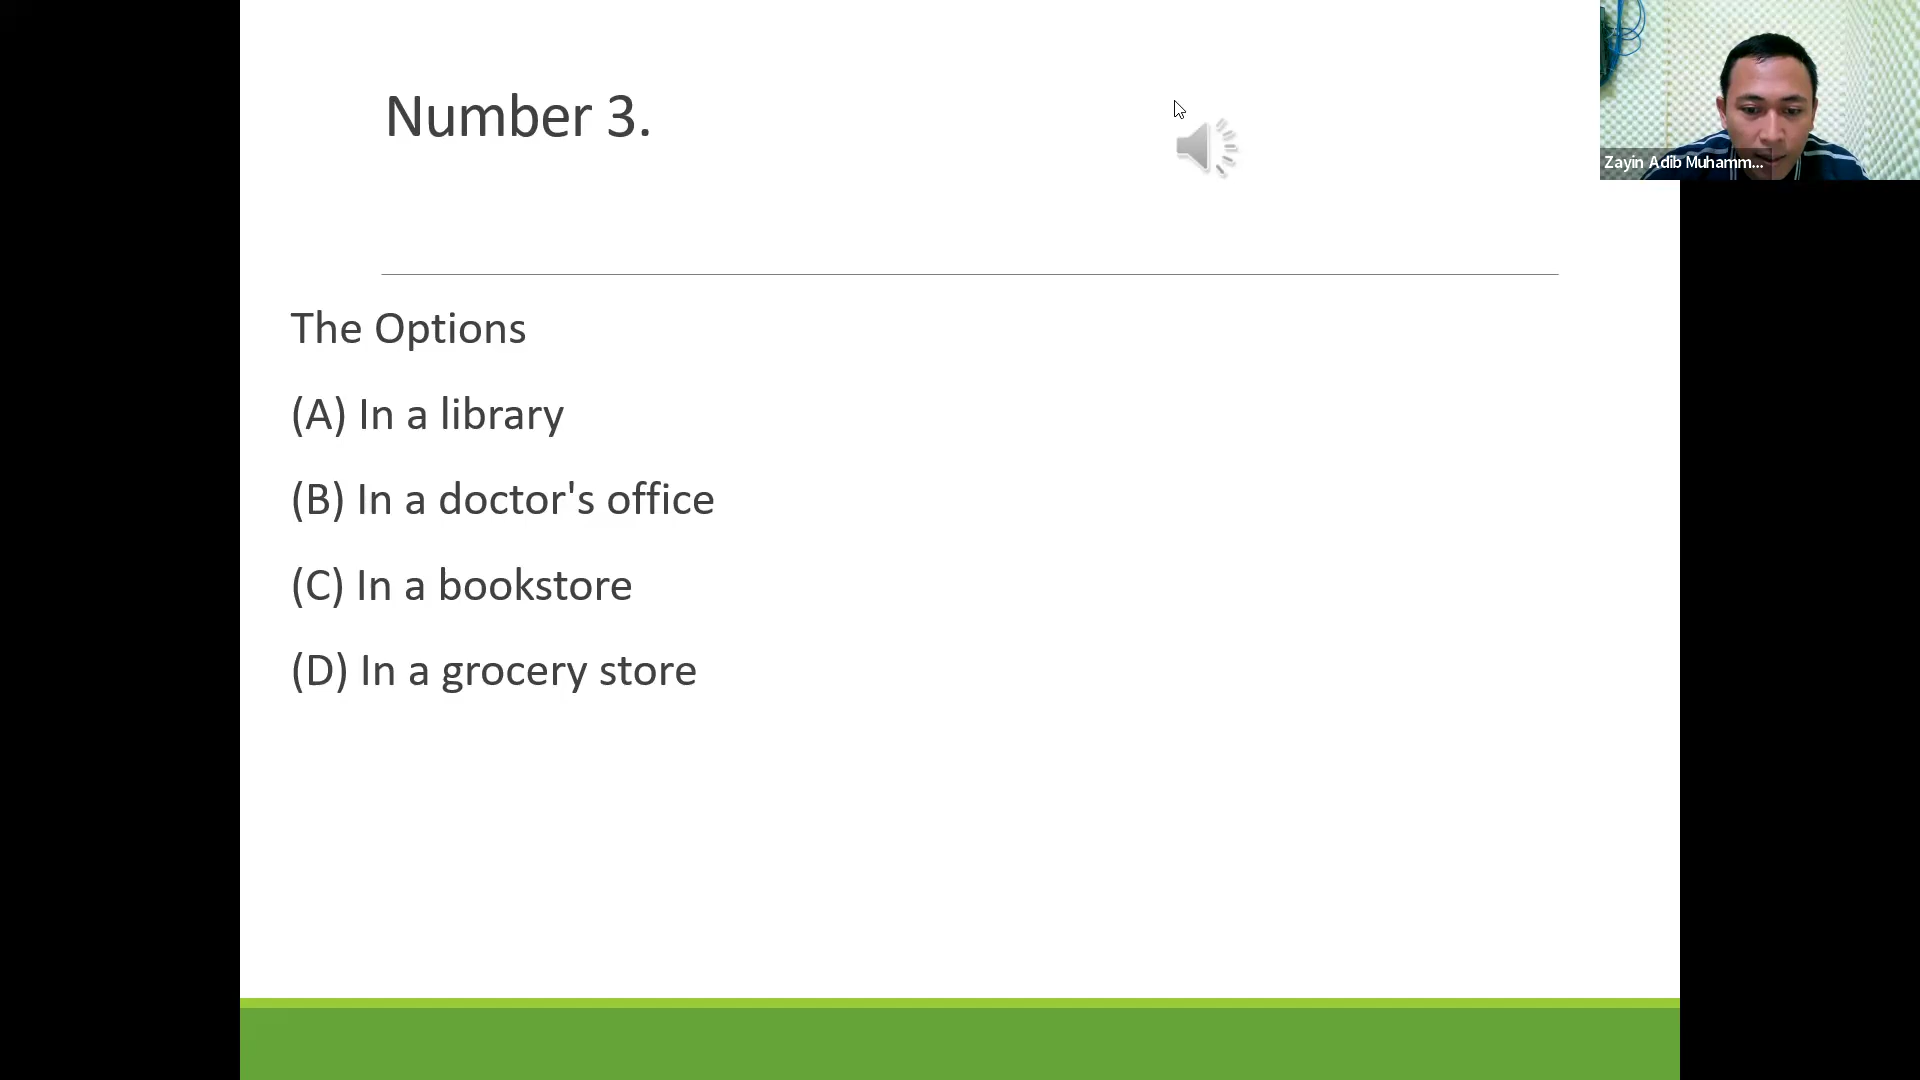 Number 3.
Zayin Adib Muhamm...
The Options
(A) In a library
(B) In a doctor's office
(C) In a bookstore
(D) In a grocery store